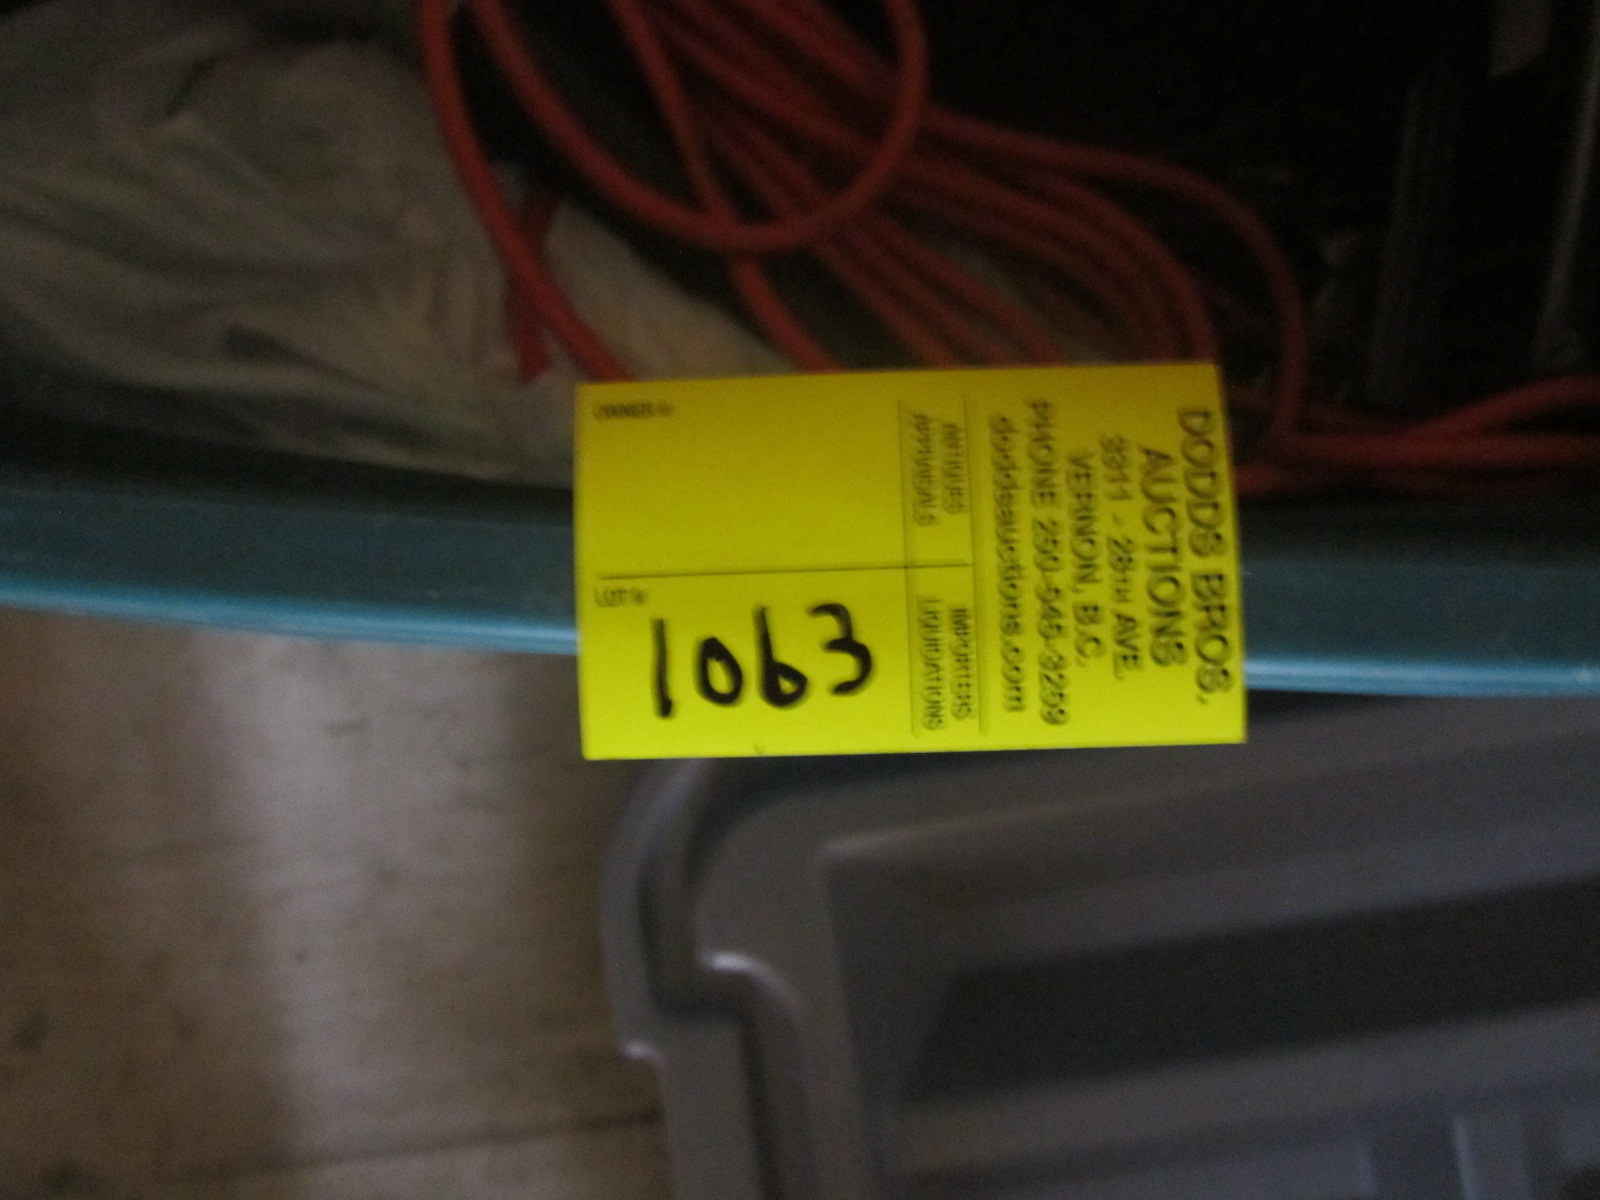 DODDS BROS.
AUCTIONS
3311 - 28TH AVE.
VERNON, B.C.
PHONE 250-545-3259
doddsauctions.com
ANTIQUES IMPORTERS
APPRAISALS LIQUIDATIONS
OWNER #
LOT #
1063